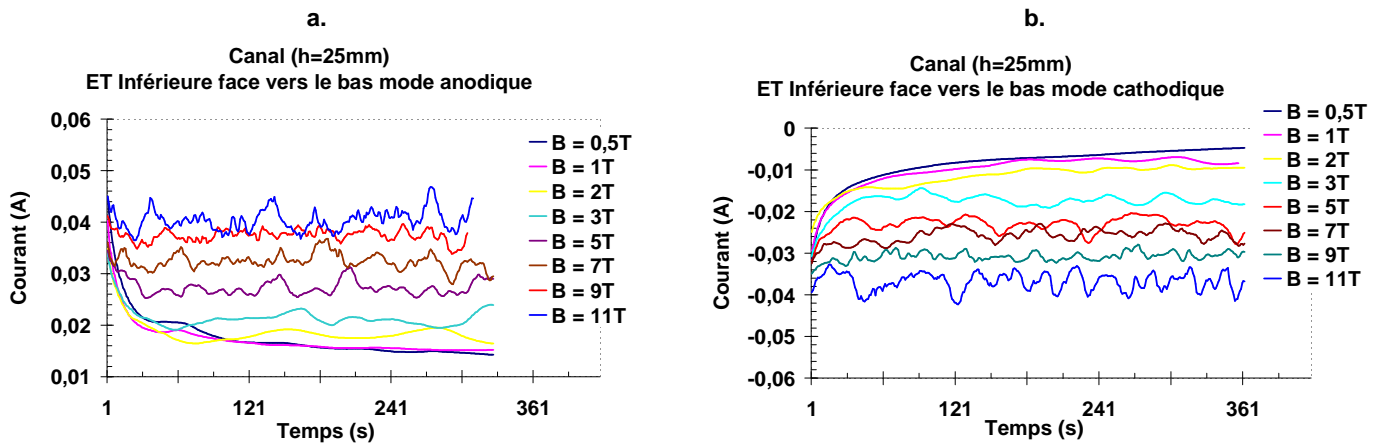 a.
Canal (h=25mm)
ET Inférieure face vers le bas mode anodique
0,06
0,05
0,04
0,03
0,02
0,01
Courant (A)
1
121
241
361
Temps (s)
B = 0,5T
B = 1T
B = 2T
B = 3T
B = 5T
B = 7T
B = 9T
B = 11T
b.
Canal (h=25mm)
ET Inférieure face vers le bas mode cathodique
0
-0,01
-0,02
-0,03
-0,04
-0,05
-0,06
Courant (A)
1
121
241
361
Temps (s)
B = 0,5T
B = 1T
B = 2T
B = 3T
B = 5T
B = 7T
B = 9T
B = 11T